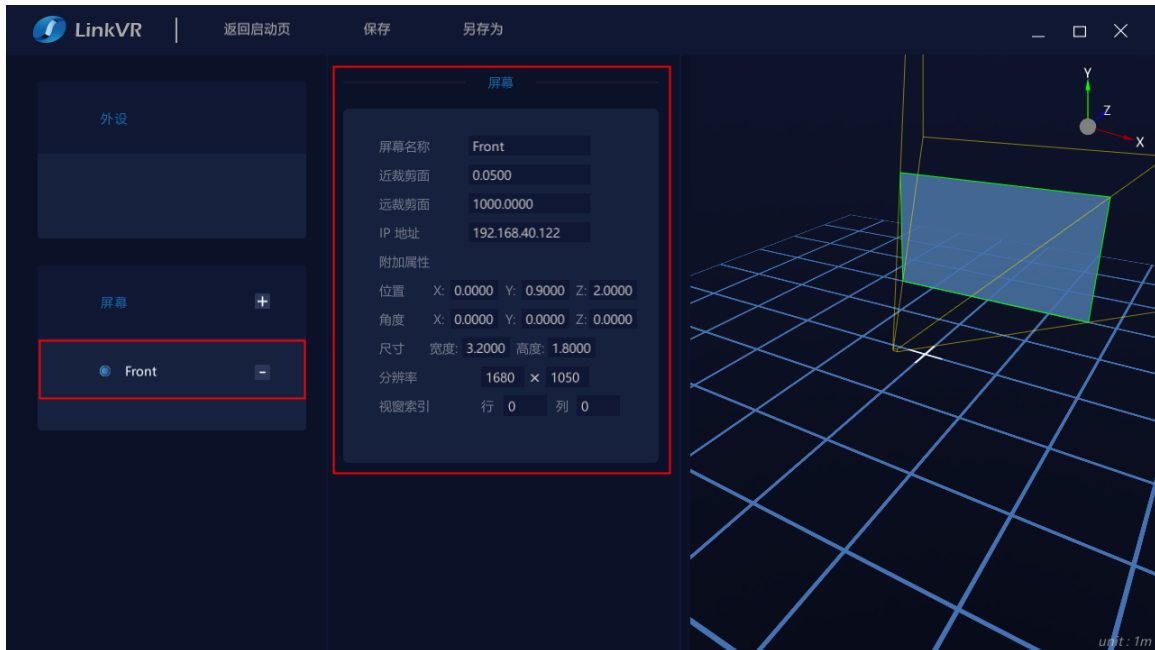 LinkVR 返回启动页 保存 另存为
外设
屏幕 +
Front -
屏幕
屏幕名称 Front
近裁剪面 0.0500
远裁剪面 1000.0000
IP 地址 192.168.40.122
附加属性
位置 X: 0.0000 Y: 0.9000 Z: 2.0000
角度 X: 0.0000 Y: 0.0000 Z: 0.0000
尺寸 宽度: 3.2000 高度: 1.8000
分辨率 1680 × 1050
视窗索引 行 0 列 0
Y
Z
X
unit : 1m